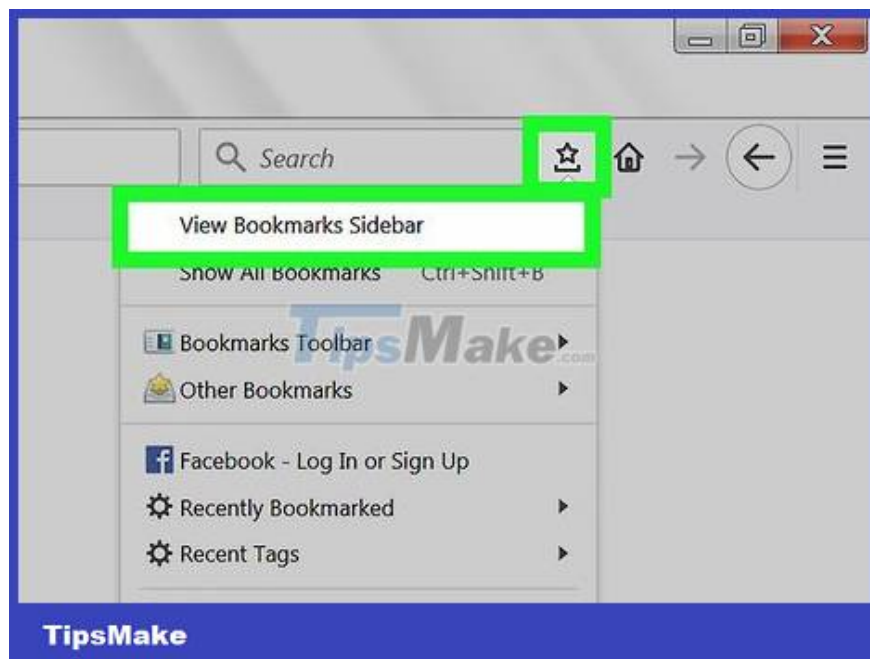 Search
View Bookmarks Sidebar
Show All Bookmarks Ctrl+Shift+B
Bookmarks Toolbar
TipsMake.com
Other Bookmarks
Facebook - Log In or Sign Up
Recently Bookmarked
Recent Tags
TipsMake